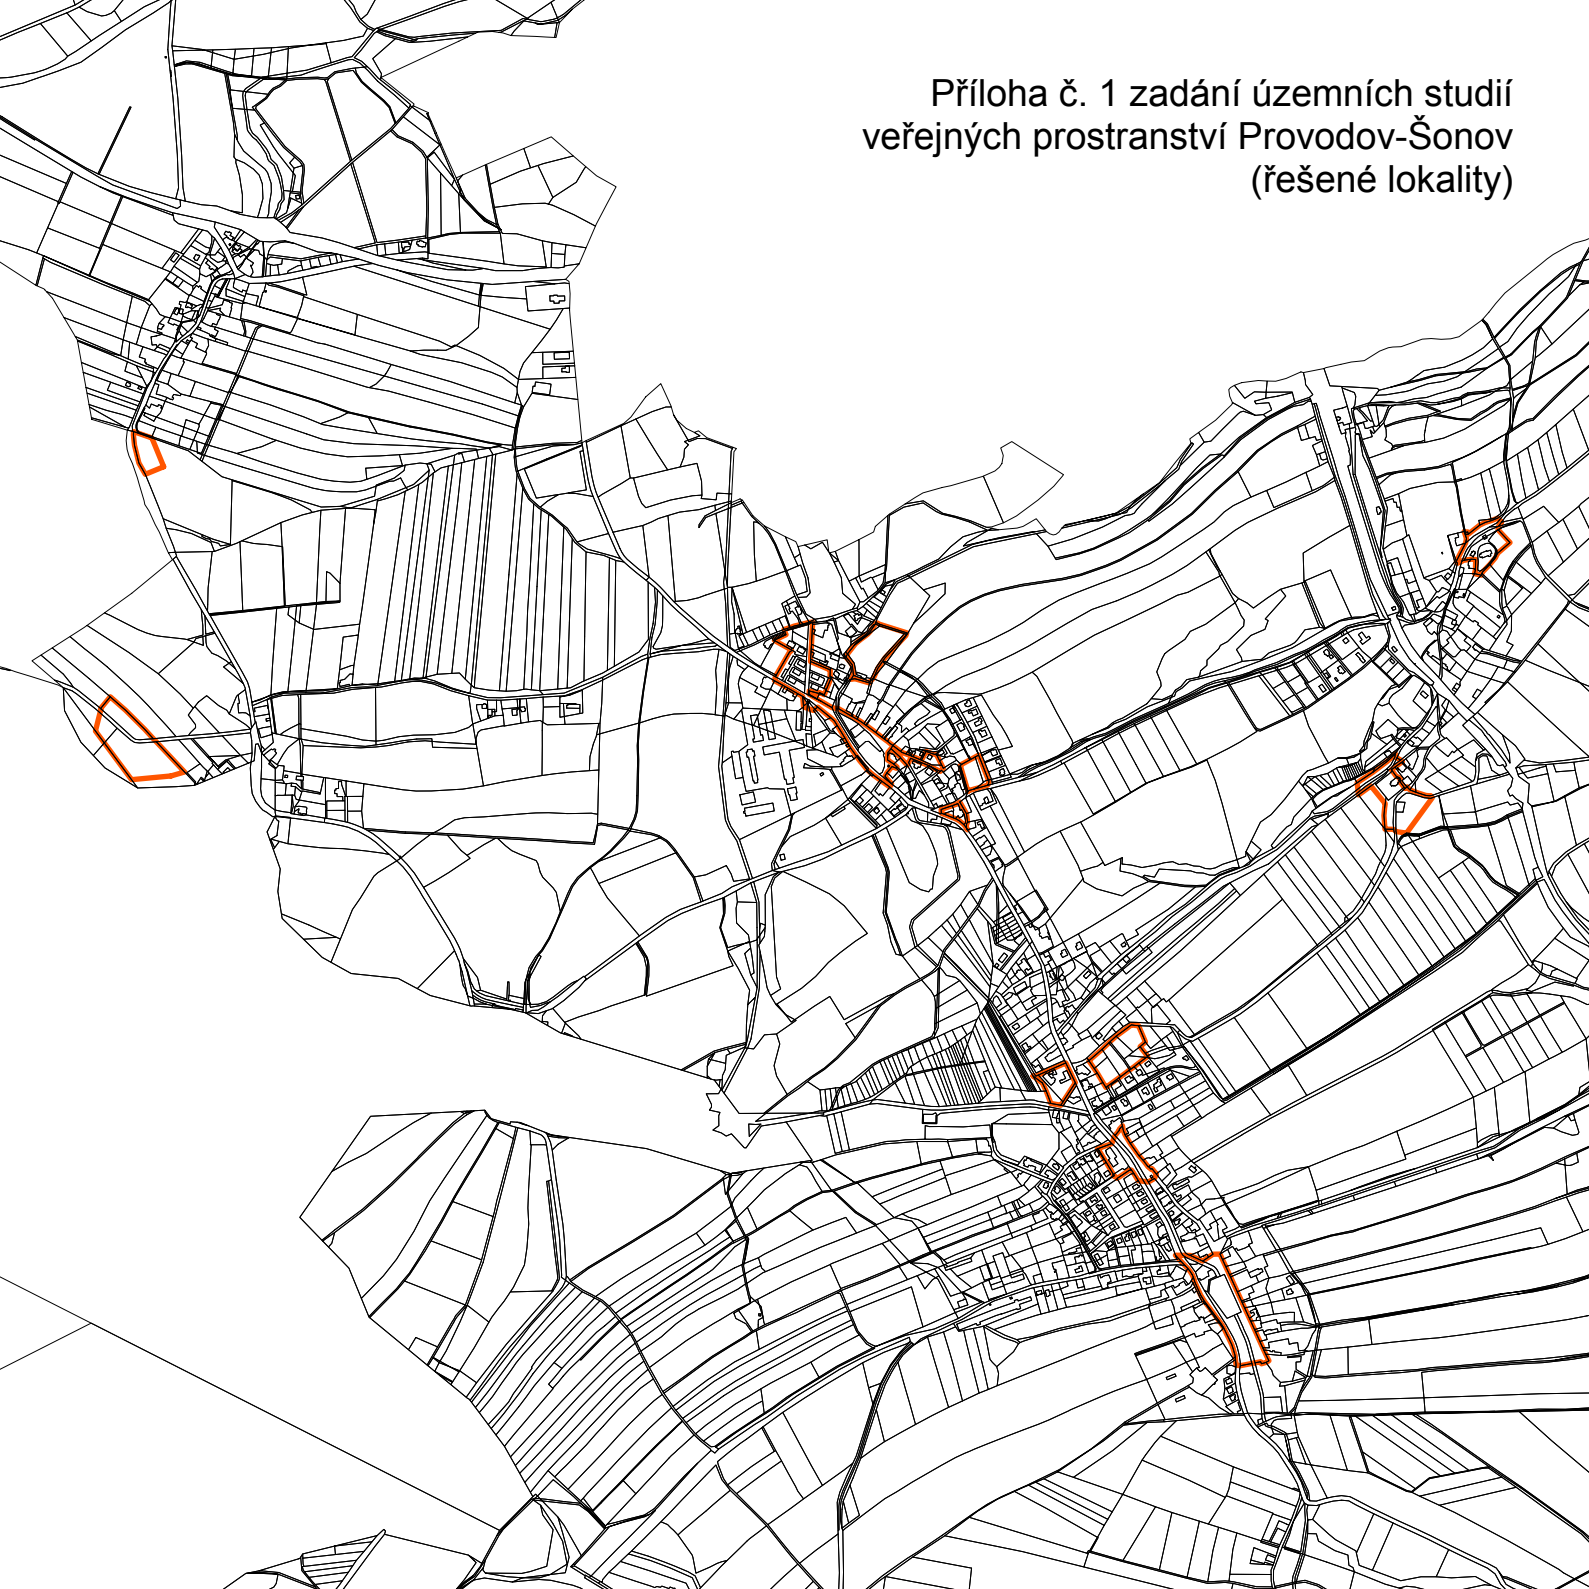 Příloha č. 1 zadání územních studií
veřejných prostranství Provodov-Šonov
(řešené lokality)